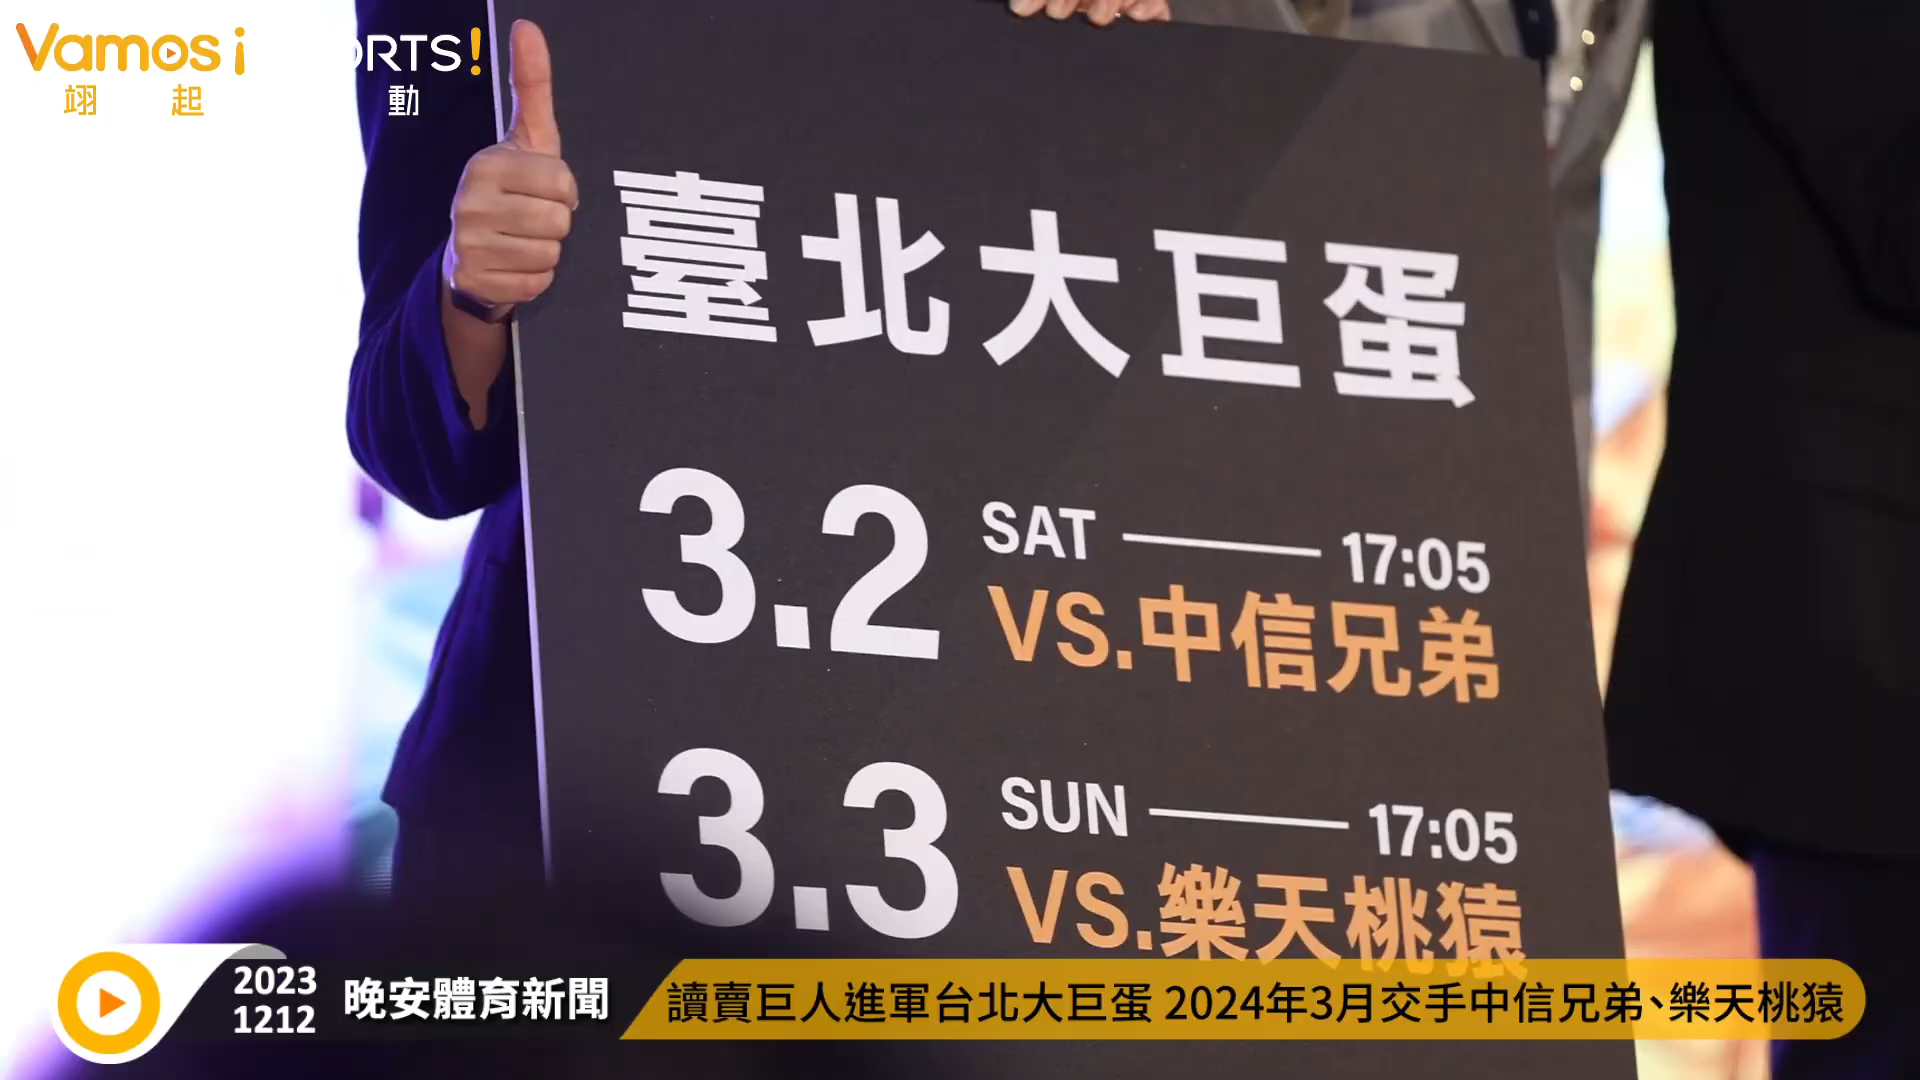 Vamos¡ ORTS!
翊 起 動
臺北大巨蛋
3.2 SAT 17:05
VS.中信兄弟
3.3 SUN 17:05
VS.樂天桃猿
2023
1212
晚安體育新聞
讀賣巨人進軍台北大巨蛋 2024年3月交手中信兄弟、樂天桃猿